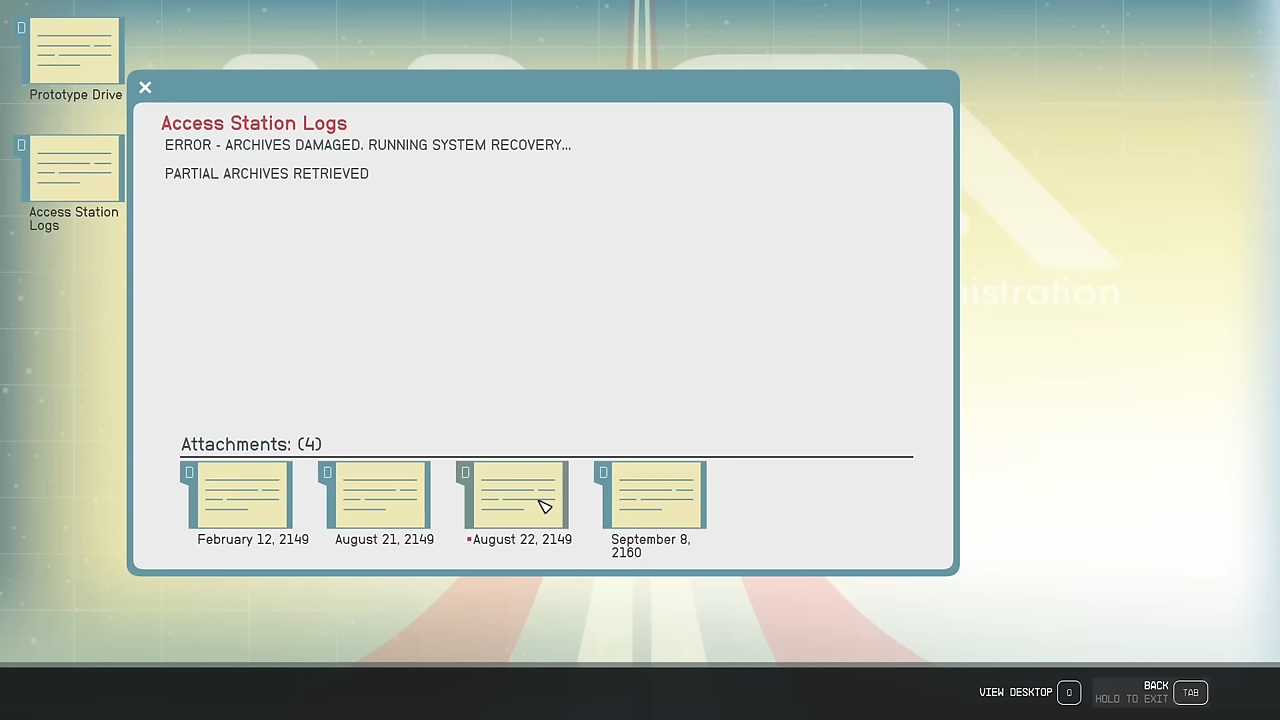 Prototype Drive
Access Station
Logs
Access Station Logs
ERROR - ARCHIVES DAMAGED. RUNNING SYSTEM RECOVERY...
PARTIAL ARCHIVES RETRIEVED
nistration
Attachments: (4)
February 12, 2149
August 21, 2149
August 22, 2149
September 8,
2160
VIEW DESKTOP Q
BACK
HOLD TO EXIT TAB